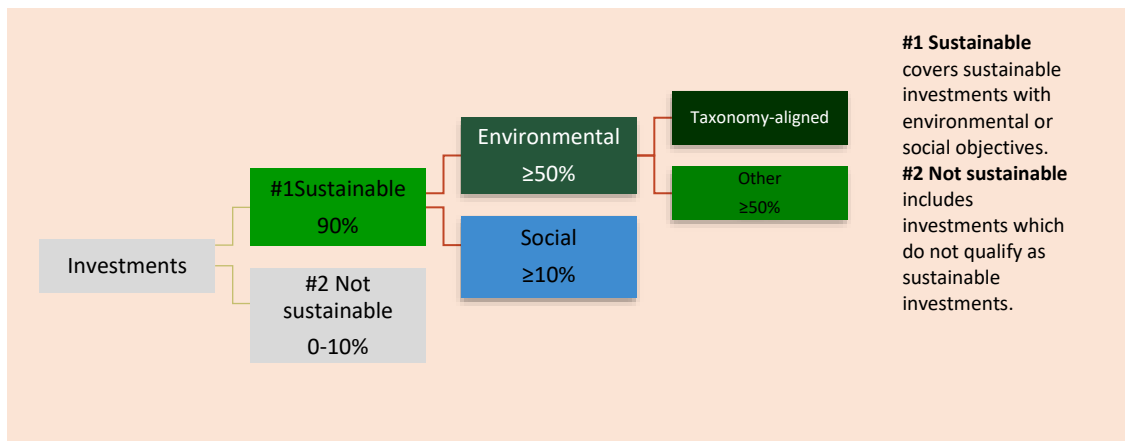 Investments
#1Sustainable
90%
#2 Not
sustainable
0-10%
Environmental
≥50%
Social
≥10%
Taxonomy-aligned
Other
≥50%
#1 Sustainable
covers sustainable
investments with
environmental or
social objectives.
#2 Not sustainable
includes
investments which
do not qualify as
sustainable
investments.